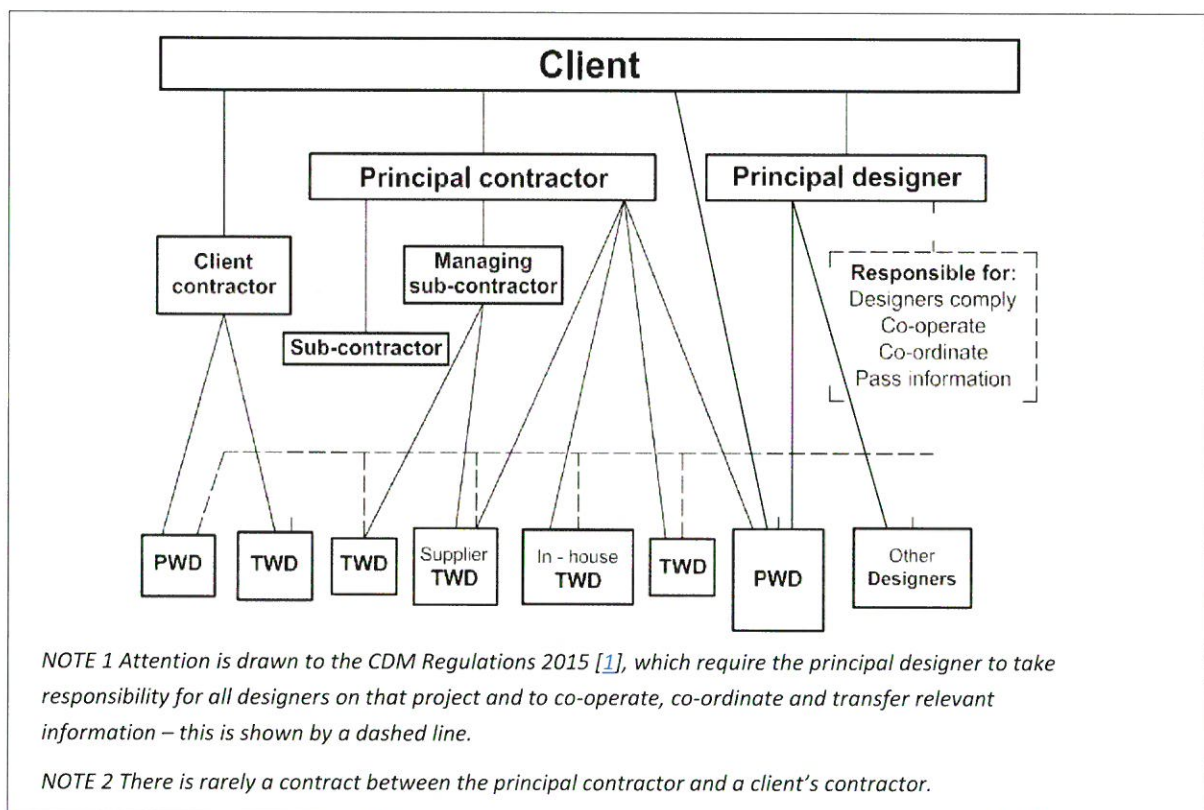 Client
Principal contractor
Principal designer
Client
contractor
Managing
sub-contractor
Responsible for:
Designers comply
Co-operate
Co-ordinate
Pass information
Sub-contractor
PWD
TWD
TWD
Supplier
TWD
In - house
TWD
TWD
PWD
Other
Designers
NOTE 1 Attention is drawn to the CDM Regulations 2015 [1], which require the principal designer to take
responsibility for all designers on that project and to co-operate, co-ordinate and transfer relevant
information – this is shown by a dashed line.
NOTE 2 There is rarely a contract between the principal contractor and a client's contractor.